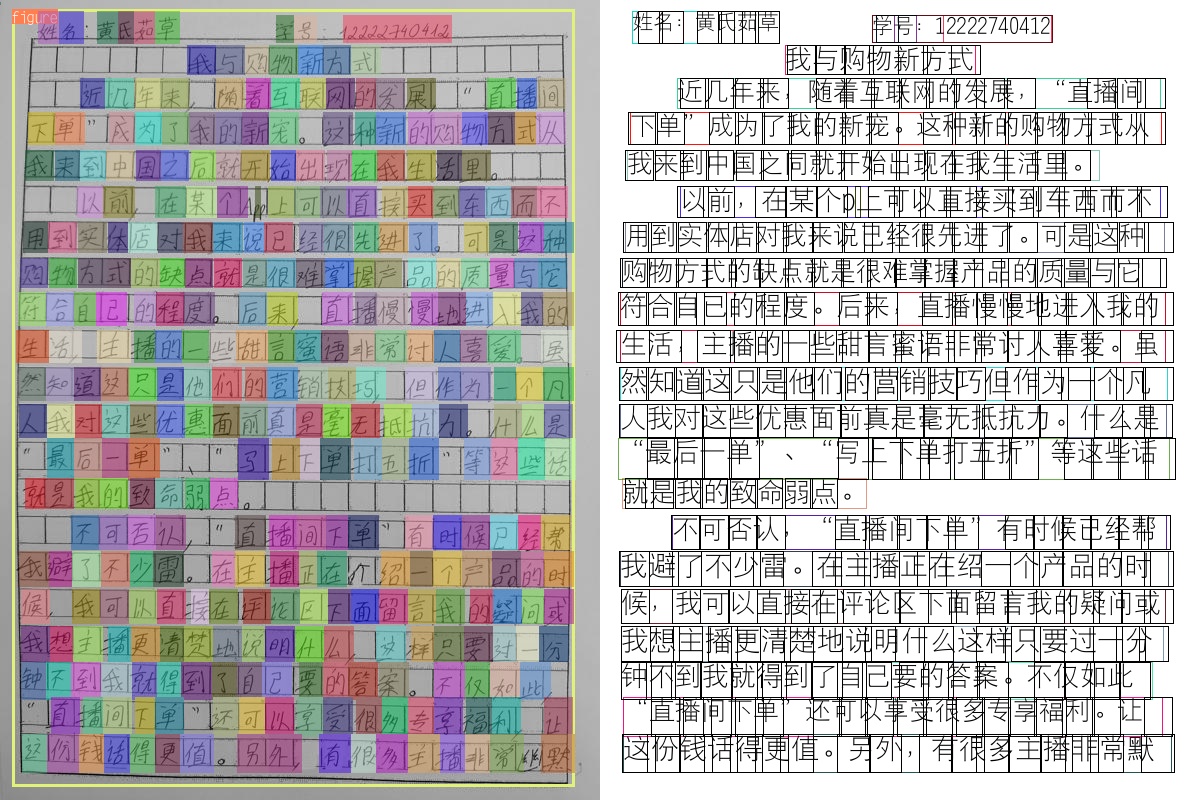 figure
姓名：黄氏茹草 学号：12222740412
我与购物新方式
近几年来，随着互联网的发展，“直播间
下单”成为了我的新宠。这种新的购物方式从
我来到中国之后就开始出现在我生活里。
以前，在某个App上可以直接买到东西而不
用到实体店对我来说已经很先进了。可是这种
购物方式的缺点就是很难掌握产品的质量与它
符合自己的程度。后来，直播慢慢地进入我的
生活，主播的一些甜言蜜语非常讨人喜爱。虽
然知道这只是他们的营销技巧，但作为一个凡
人我对这些优惠面前真是毫无抵抗力。什么是
“最后一单”、“马上下单打五折”等这些话
就是我的致命弱点。
不可否认，“直播间下单”有时候已经帮
我避了不少雷。在主播正在介绍一个产品的时
候，我可以直接在评论区下面留言我的疑问或
我想主播更清楚地说明什么，这样只要过一分
钟不到我就得到了自己要的答案。不仅如此，
“直播间下单”还可以享受很多专享福利，让
这份钱话得更值。另外，有很多主播非常幽默
姓名：黄氏茹草 学号：12222740412
我与购物新方式
近几年来，随着互联网的发展，“直播间
下单”成为了我的新宠。这种新的购物方式从
我来到中国之同就开始出现在我生活里。
以前，在某个p上可以直接买到车西而不
用到实体店对我来说已经很先进了。可是这种
购物方式的缺点就是很难掌握产品的质量与它
符合自已的程度。后来，直播慢慢地进入我的
生活，主播的一些甜言蜜语非常讨人喜爱。虽
然知道这只是他们的营销技巧但作为一个凡
人我对这些优惠面前真是毫无抵抗力。什么是
“最后一单”、“写上下单打五折”等这些话
就是我的致命弱点。
不可否认，“直播间下单”有时候已经帮
我避了不少雷。在主播正在绍一个产品的时
候，我可以直接在评论区下面留言我的疑问或
我想主播更清楚地说明什么这样只要过一分
钟不到我就得到了自己要的答案。不仅如此
“直播间下单”还可以享受很多专享福利。让
这份钱话得更值。另外，有很多主播非常默